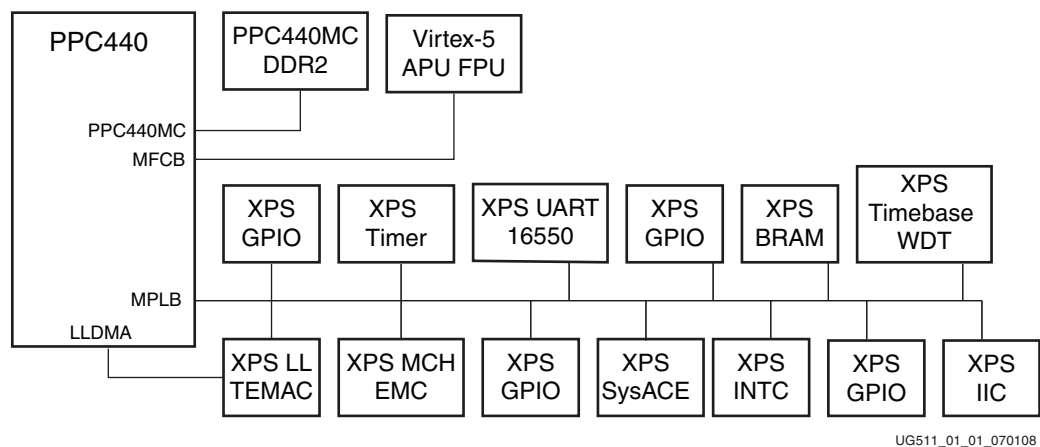 PPC440
PPC440MC
DDR2
Virtex-5
APU FPU
PPC440MC
MFCB
XPS
GPIO
XPS
Timer
XPS UART
16550
XPS
GPIO
XPS
BRAM
XPS
Timebase
WDT
MPLB
LLDMA
XPS LL
TEMAC
XPS MCH
EMC
XPS
GPIO
XPS
SysACE
XPS
INTC
XPS
GPIO
XPS
IIC
UG511_01_01_070108